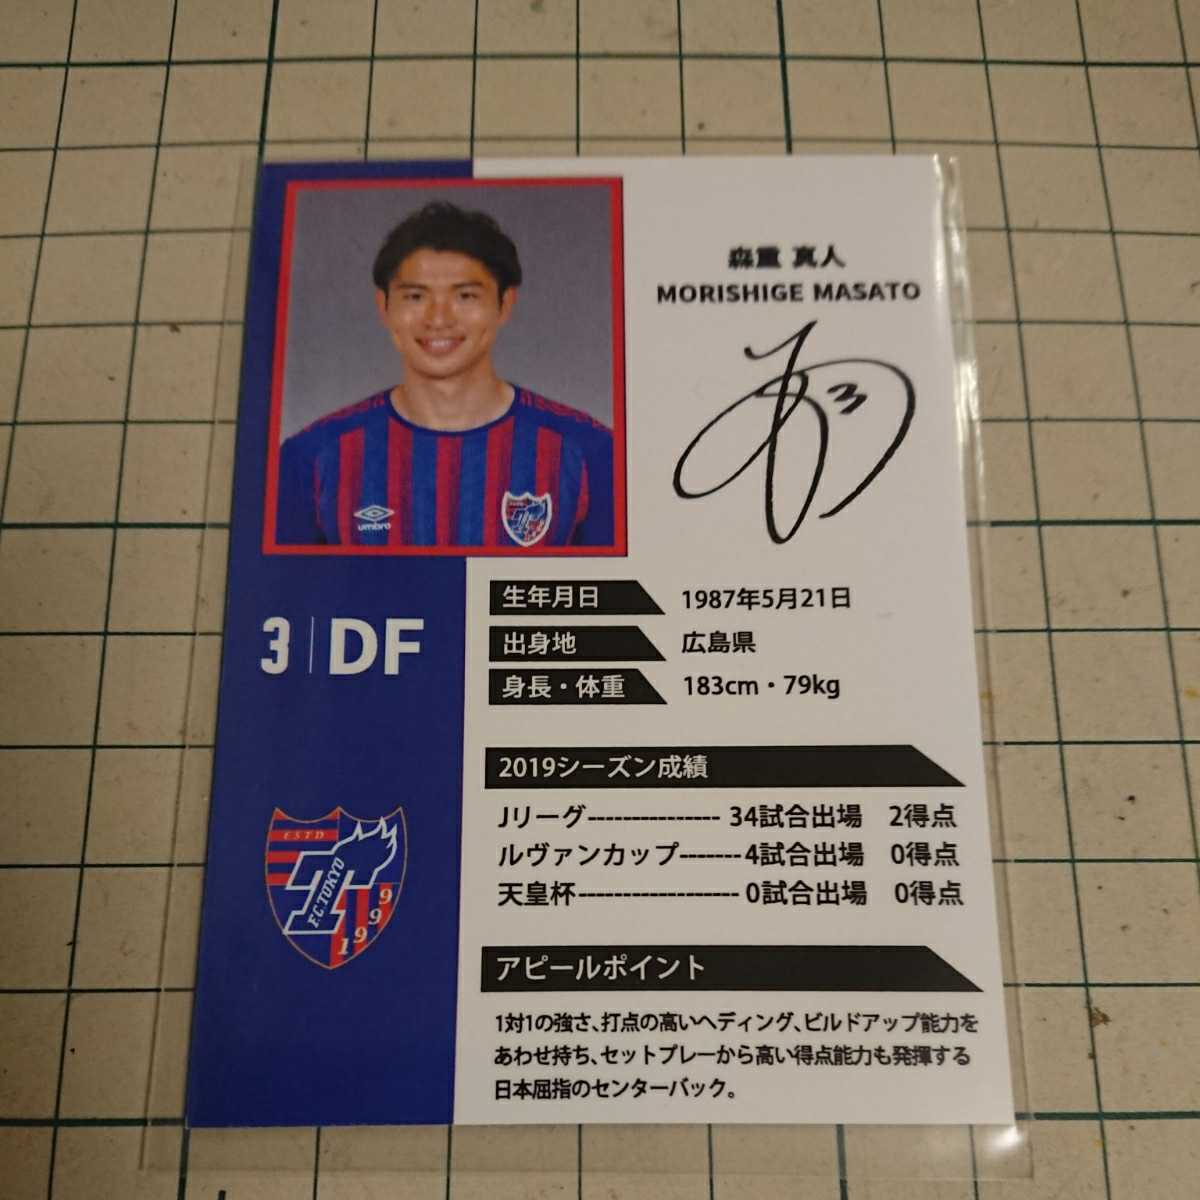 森重 真人
MORISHIGE MASATO
3
umbro
3 DF
生年月日 1987年5月21日
出身地 広島県
身長・体重 183cm・79kg
2019シーズン成績
Jリーグ--------------- 34試合出場 2得点
ルヴァンカップ-------4試合出場 0得点
天皇杯------------------0試合出場 0得点
ESTD
F.C.TOKYO
1999
アピールポイント
1対1の強さ、打点の高いヘディング、ビルドアップ能力を
あわせ持ち、セットプレーから高い得点能力も発揮する
日本屈指のセンターバック。